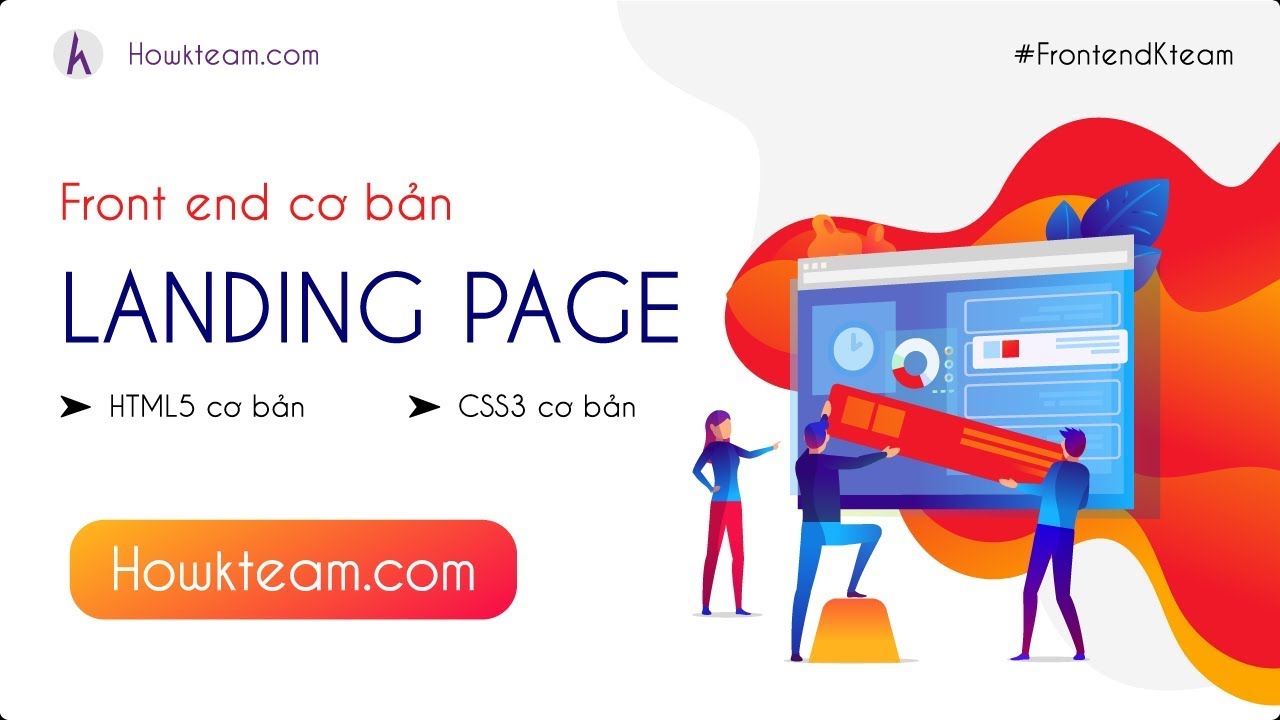 Howkteam.com
#FrontendKteam
Front end cơ bản
LANDING PAGE
HTML5 cơ bản
CSS3 cơ bản
Howkteam.com